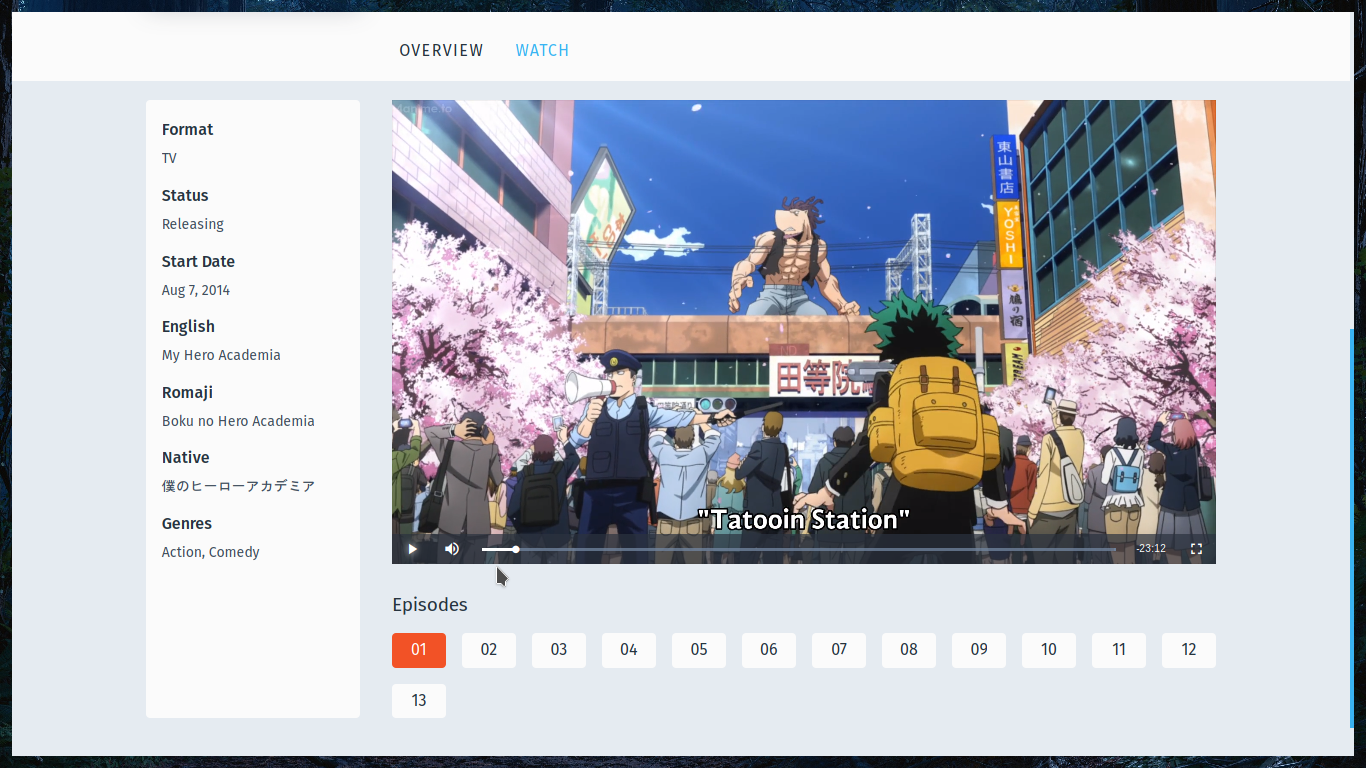 OVERVIEW WATCH
Format
TV
Status
Releasing
Start Date
Aug 7, 2014
English
My Hero Academia
Romaji
Boku no Hero Academia
Native
僕のヒーローアカデミア
Genres
Action, Comedy
東山書店
YOSHI
田等院
"Tatooin Station"
-23:12
Episodes
01 02 03 04 05 06 07 08 09 10 11 12
13